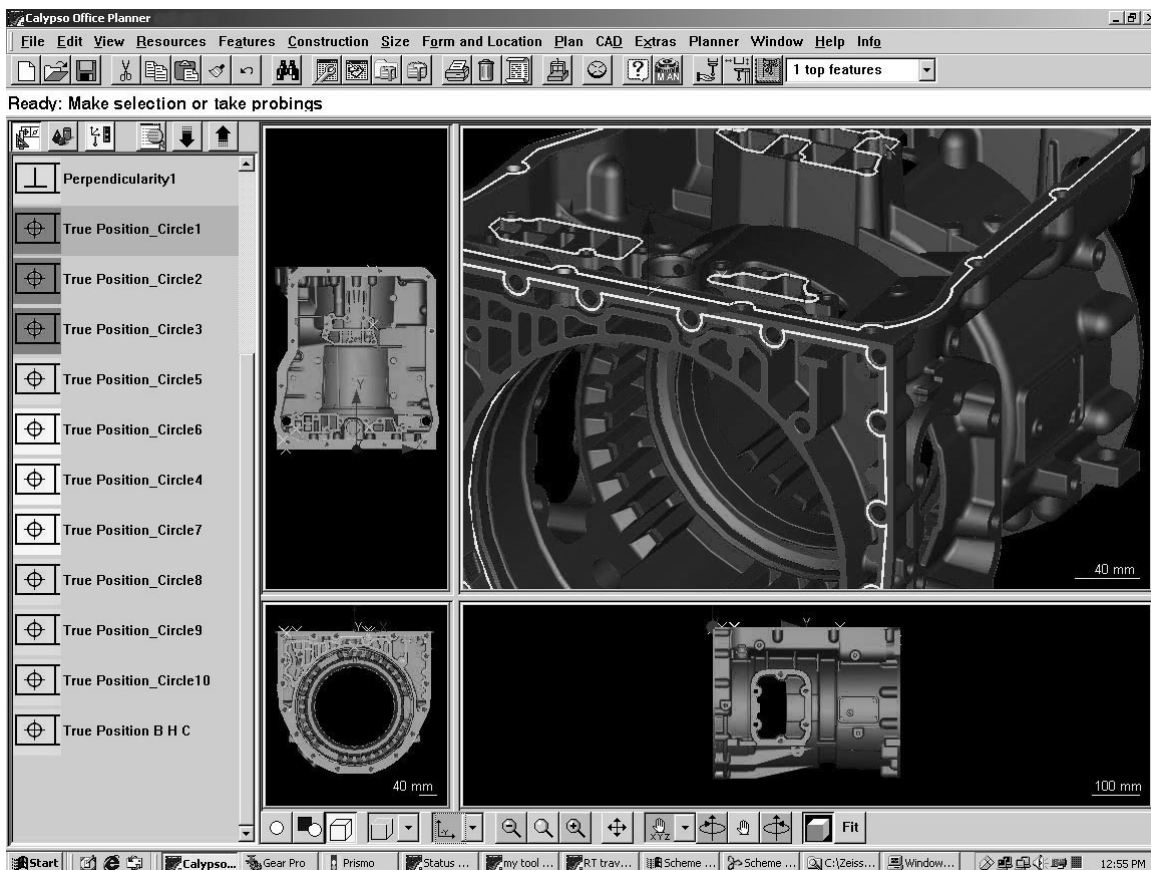 Calypso Office Planner
File Edit View Resources Features Construction Size Form and Location Plan CAD Extras Planner Window Help Info
MAN
1 top features
Ready: Make selection or take probings
Perpendicularity1
True Position_Circle1
True Position_Circle2
True Position_Circle3
True Position_Circle5
True Position_Circle6
True Position_Circle4
True Position_Circle7
True Position_Circle8
True Position_Circle9
True Position_Circle10
True Position B H C
Y
40 mm
Y X
40 mm
Y
100 mm
XYZ
Fit
Start Calypso... Gear Pro Prismo Status ... my tool ... RT trav... Scheme ... Scheme ... C:\Zeiss... Window... 12:55 PM